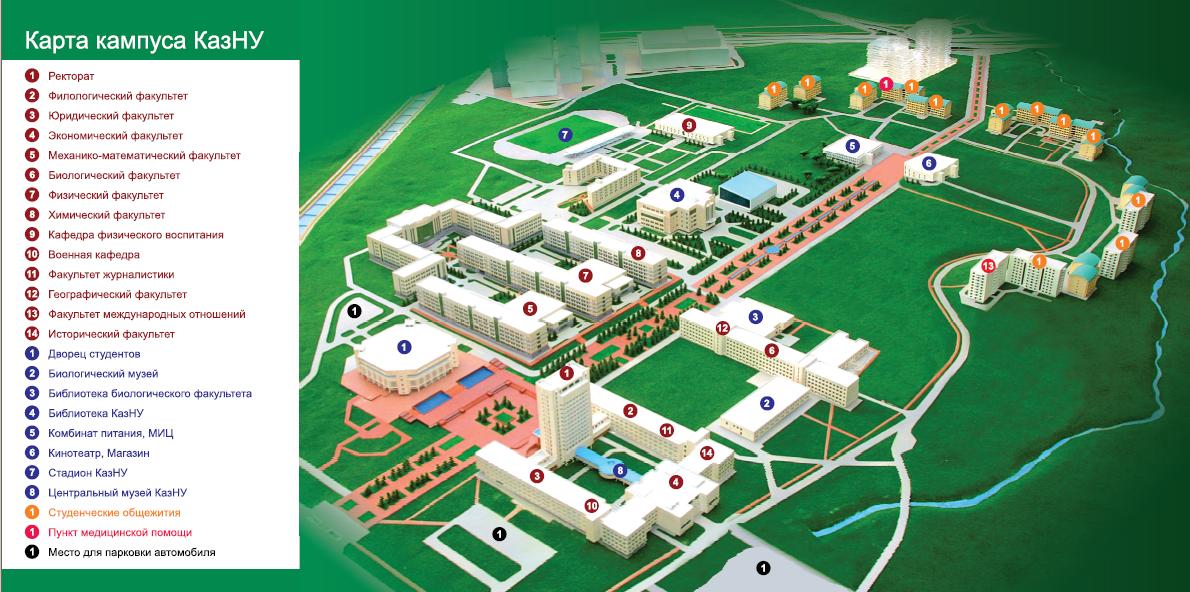 Карта кампуса КазНУ
1 Ректорат
2 Филологический факультет
3 Юридический факультет
4 Экономический факультет
5 Механико-математический факультет
6 Биологический факультет
7 Физический факультет
8 Химический факультет
9 Кафедра физического воспитания
10 Военная кафедра
11 Факультет журналистики
12 Географический факультет
13 Факультет международных отношений
14 Исторический факультет
1 Дворец студентов
2 Биологический музей
3 Библиотека биологического факультета
4 Библиотека КазНУ
5 Комбинат питания, МИЦ
6 Кинотеатр, Магазин
7 Стадион КазНУ
8 Центральный музей КазНУ
1 Студенческие общежития
1 Пункт медицинской помощи
1 Место для парковки автомобиля
1 1 1 1 1 1
1 1 1 1
7 9
5
6
4
1
1
8
13 1
7
5
1
3
12
1
6
1
2
2
11
14
8
3
4
10
1
1